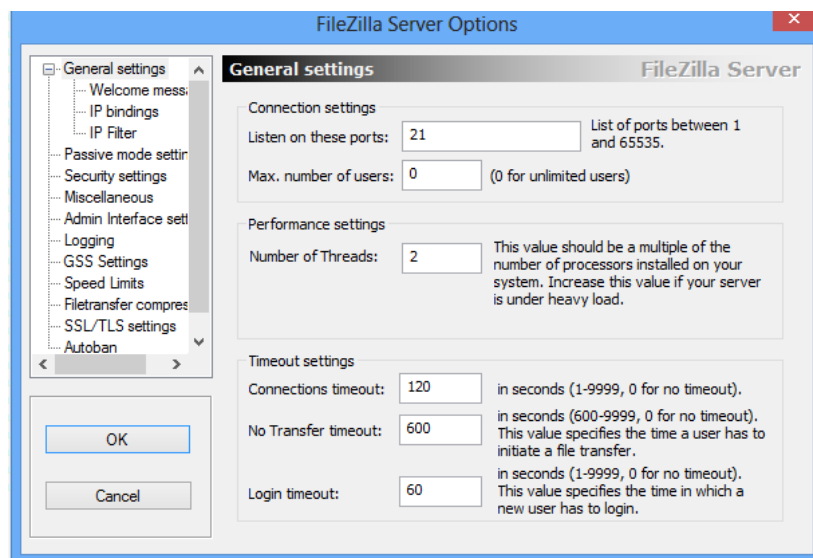 FileZilla Server Options
General settings
Welcome messa
IP bindings
IP Filter
Passive mode settin
Security settings
Miscellaneous
Admin Interface sett
Logging
GSS Settings
Speed Limits
Filetransfer compres
SSL/TLS settings
Autoban
OK
Cancel
General settings
FileZilla Server
Connection settings
Listen on these ports: 21 List of ports between 1
and 65535.
Max. number of users: 0 (0 for unlimited users)
Performance settings
Number of Threads: 2 This value should be a multiple of the
number of processors installed on your
system. Increase this value if your server
is under heavy load.
Timeout settings
Connections timeout: 120 in seconds (1-9999, 0 for no timeout).
No Transfer timeout: 600 in seconds (600-9999, 0 for no timeout).
This value specifies the time a user has to
initiate a file transfer.
Login timeout: 60 in seconds (1-9999, 0 for no timeout).
This value specifies the time in which a
new user has to login.